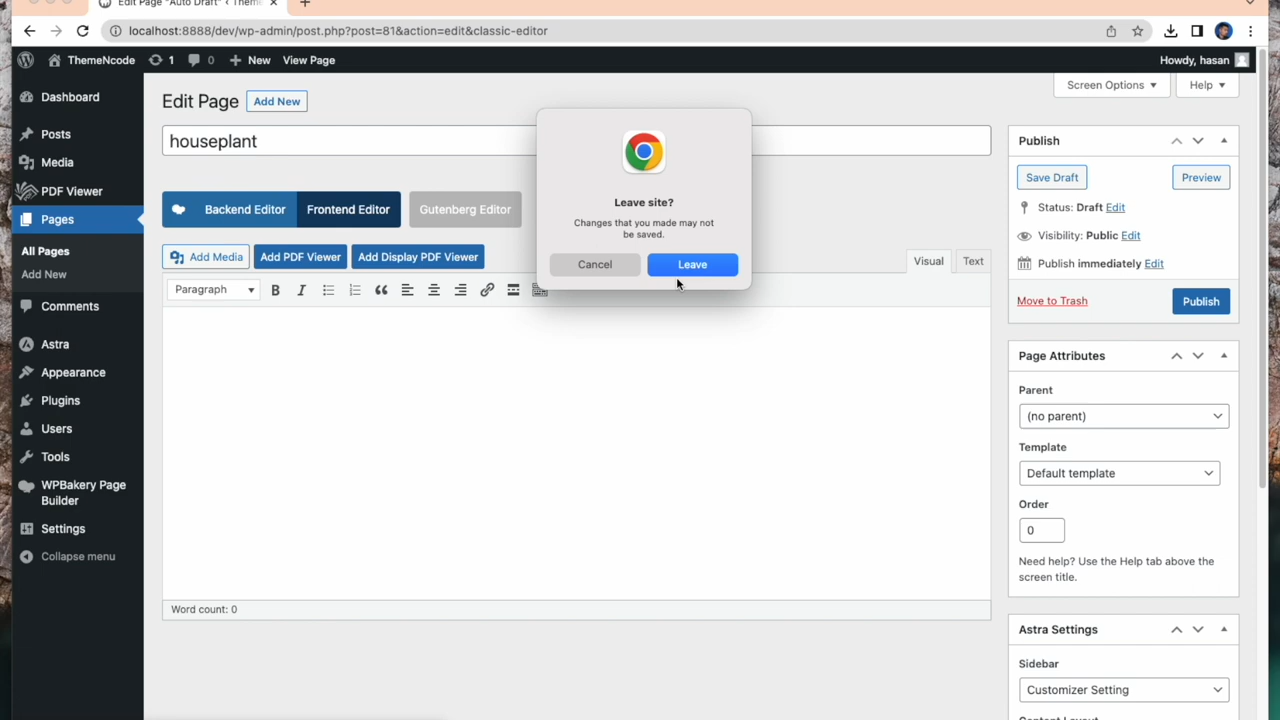 Edit Page "Auto Draft" < Theme
localhost:8888/dev/wp-admin/post.php?post=81&action=edit&classic-editor
ThemeNcode 1 0 New View Page Howdy, hasan
Screen Options Help
Dashboard
Posts
Media
PDF Viewer
Pages
All Pages
Add New
Comments
Astra
Appearance
Plugins
Users
Tools
WPBakery Page
Builder
Settings
Collapse menu
Edit Page Add New
houseplant
Backend Editor Frontend Editor Gutenberg Editor
Add Media Add PDF Viewer Add Display PDF Viewer
Visual Text
Paragraph
Word count: 0
Leave site?
Changes that you made may not
be saved.
Cancel Leave
Publish
Save Draft Preview
Status: Draft Edit
Visibility: Public Edit
Publish immediately Edit
Move to Trash Publish
Page Attributes
Parent
(no parent)
Template
Default template
Order
0
Need help? Use the Help tab above the
screen title.
Astra Settings
Sidebar
Customizer Setting
Content Layout